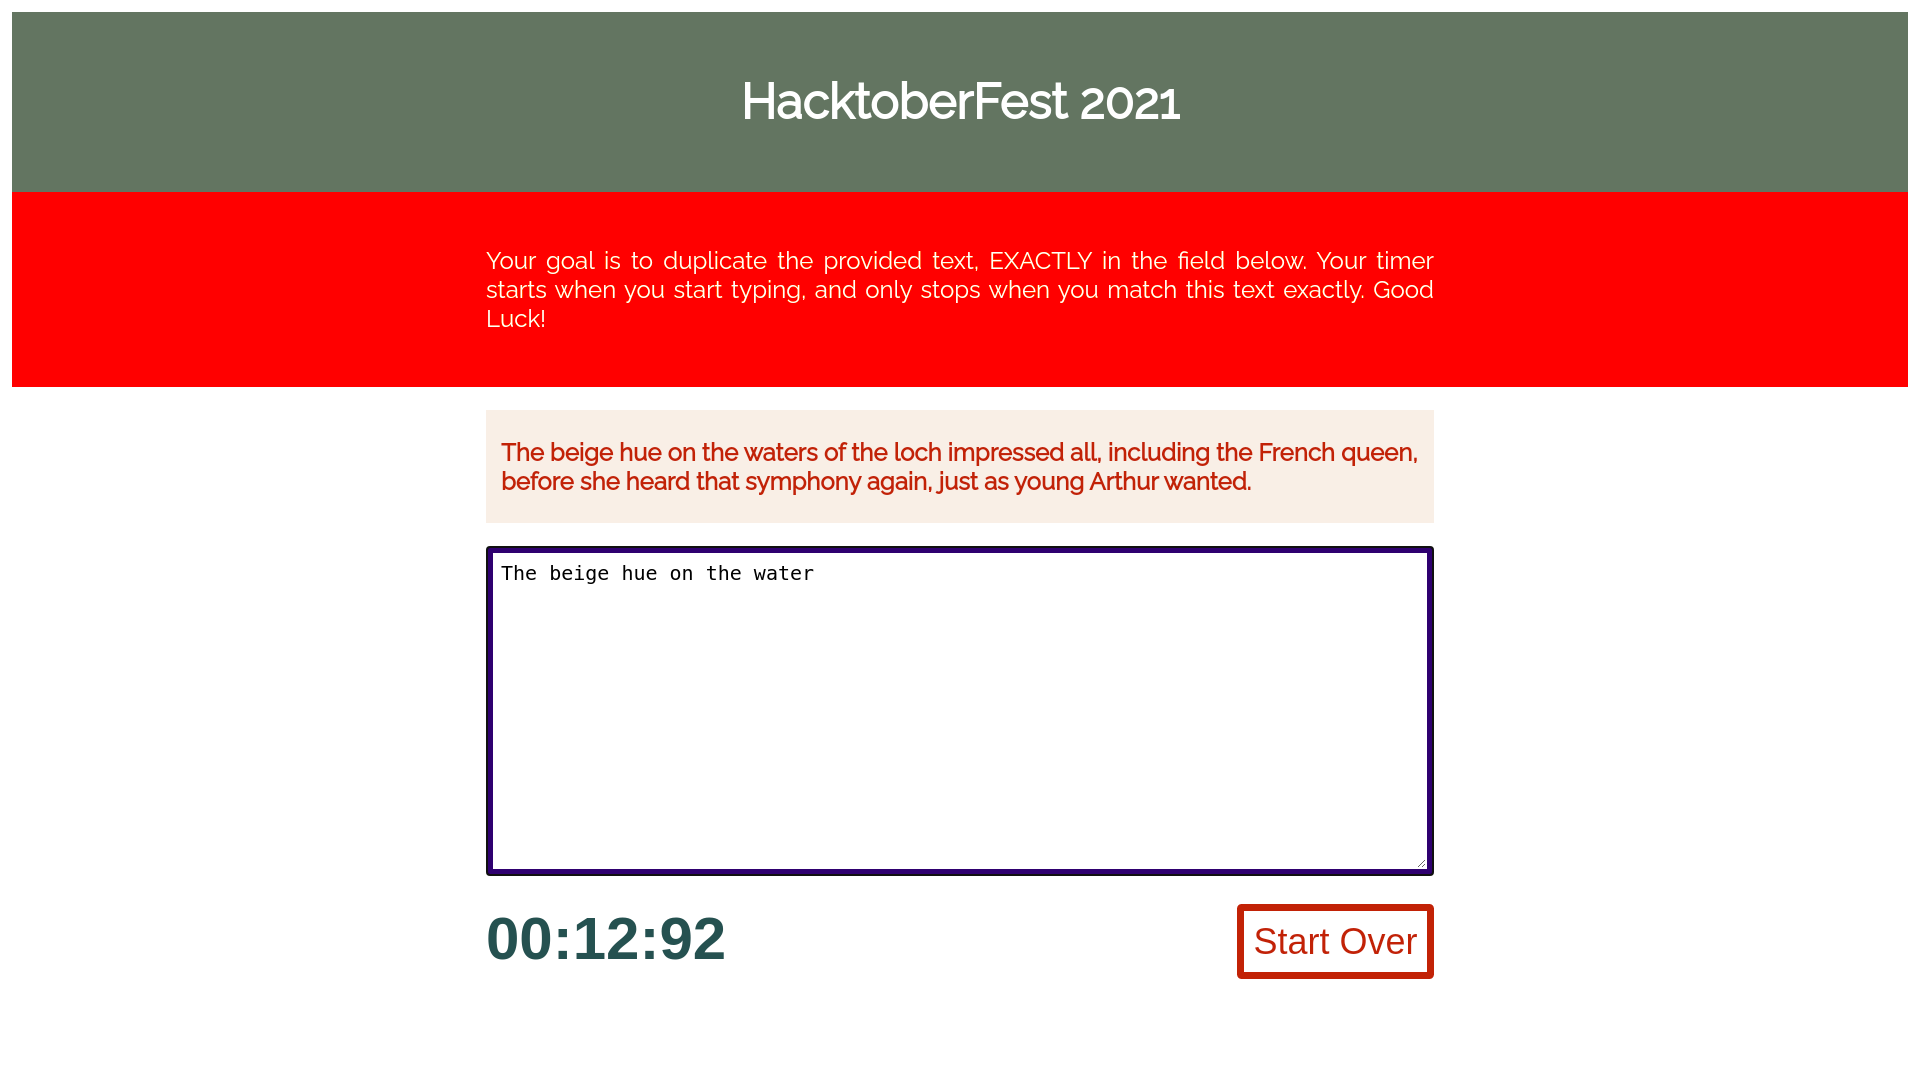 HacktoberFest 2021
Your goal is to duplicate the provided text, EXACTLY in the field below. Your timer
starts when you start typing, and only stops when you match this text exactly. Good
Luck!
The beige hue on the waters of the loch impressed all, including the French queen,
before she heard that symphony again, just as young Arthur wanted.
The beige hue on the water
00:12:92
Start Over